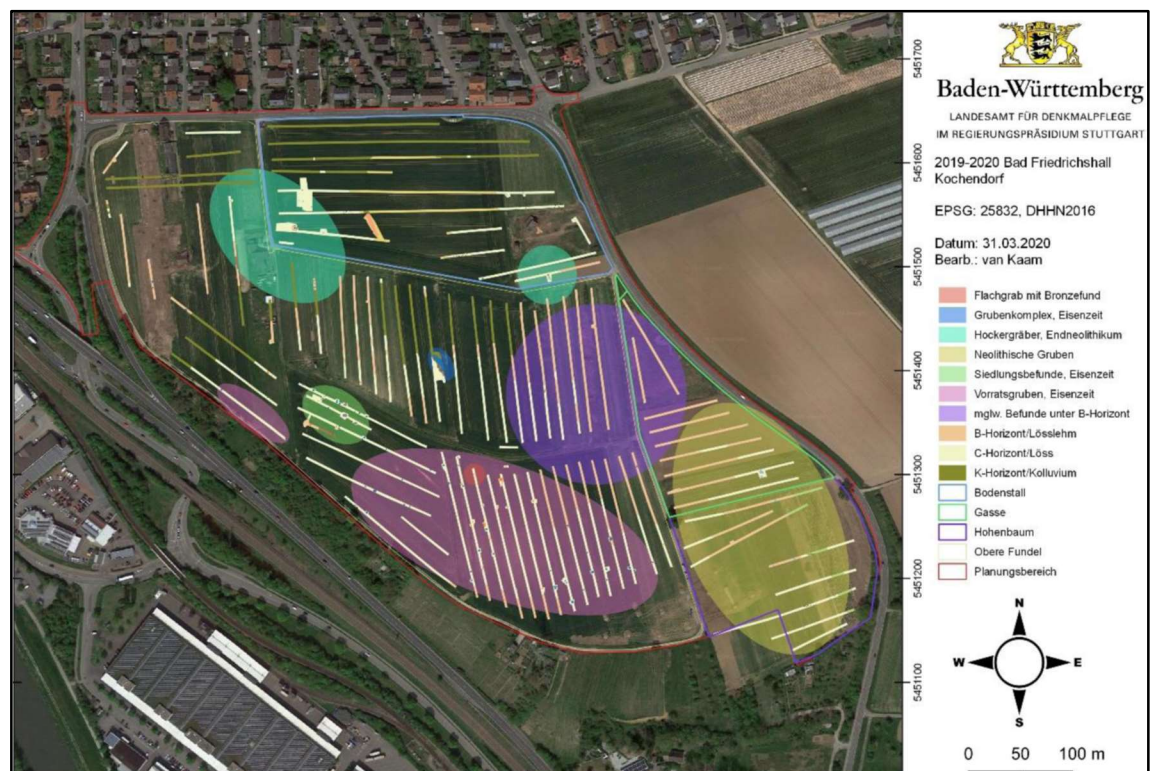 Baden-Württemberg
LANDESAMT FÜR DENKMALPFLEGE
IM REGIERUNGSPRÄSIDIUM STUTTGART
2019-2020 Bad Friedrichshall
Kochendorf
EPSG: 25832, DHHN2016
Datum: 31.03.2020
Bearb.: van Kaam
Flachgrab mit Bronzefund
Grubenkomplex, Eisenzeit
Hockergräber, Endneolithikum
Neolithische Gruben
Siedlungsbefunde, Eisenzeit
Vorratsgruben, Eisenzeit
mglw. Befunde unter B-Horizont
B-Horizont/Lösslehm
C-Horizont/Löss
K-Horizont/Kolluvium
Bodenstall
Gasse
Hohenbaum
Obere Fundel
Planungsbereich
N
W
E
S
0 50 100 m
5451700
5451600
5451500
5451400
5451300
5451200
5451100